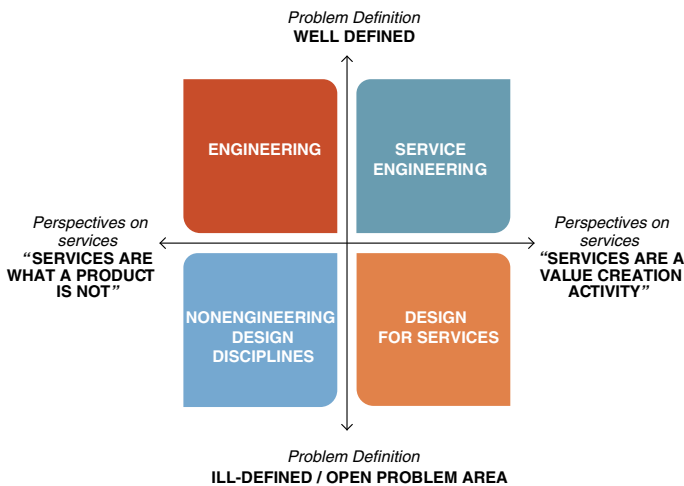 Problem Definition
WELL DEFINED
ENGINEERING
SERVICE
ENGINEERING
Perspectives on
services
“SERVICES ARE
WHAT A PRODUCT
IS NOT”
Perspectives on
services
“SERVICES ARE A
VALUE CREATION
ACTIVITY”
NONENGINEERING
DESIGN
DISCIPLINES
DESIGN
FOR SERVICES
Problem Definition
ILL-DEFINED / OPEN PROBLEM AREA